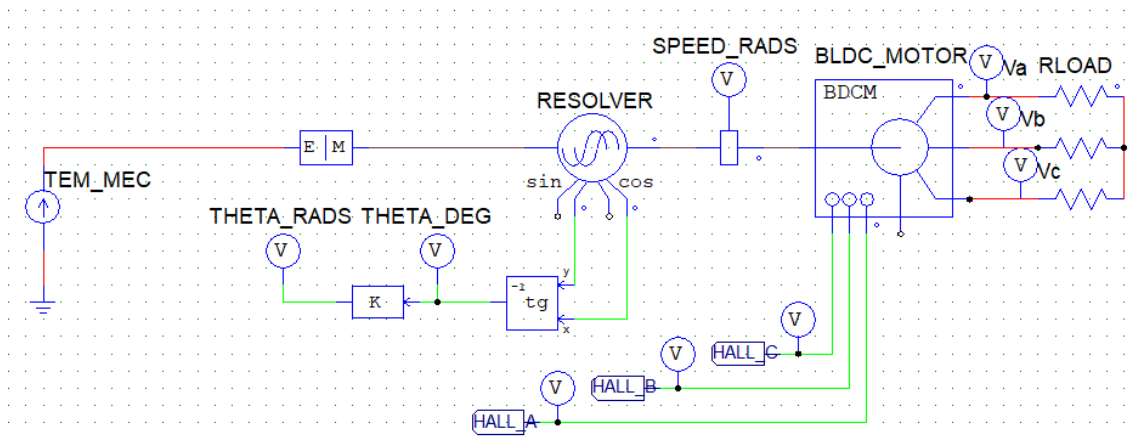 SPEED_RADS
BLDC_MOTOR
V
Va
RLOAD
V
BDCM
RESOLVER
V
Vb
E M
V
Vc
TEM_MEC
sin
cos
THETA_RADS
THETA_DEG
V
V
y
-1
tg
K
x
V
HALL_C
V
HALL_B
V
HALL_A